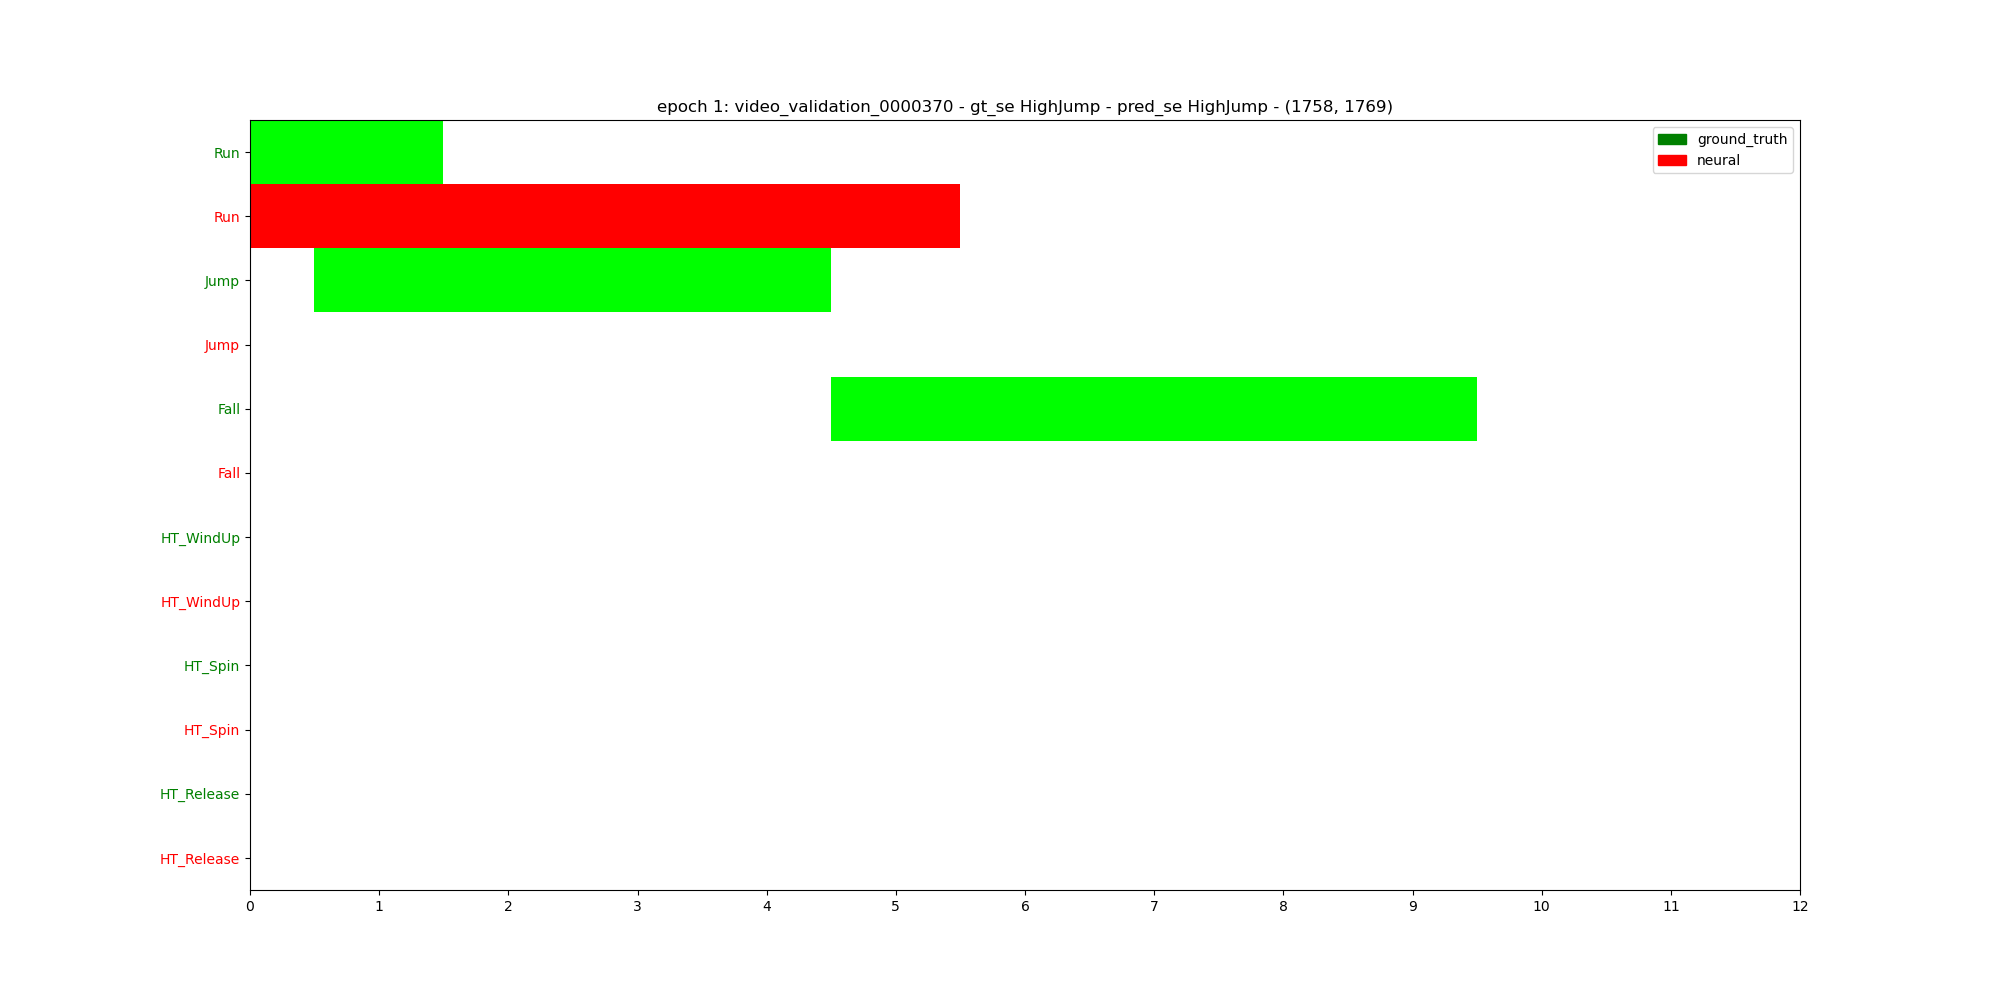 epoch 1: video_validation_0000370 - gt_se HighJump - pred_se HighJump - (1758, 1769)
ground_truth
neural
Run
Run
Jump
Jump
Fall
Fall
HT_WindUp
HT_WindUp
HT_Spin
HT_Spin
HT_Release
HT_Release
0 1 2 3 4 5 6 7 8 9 10 11 12